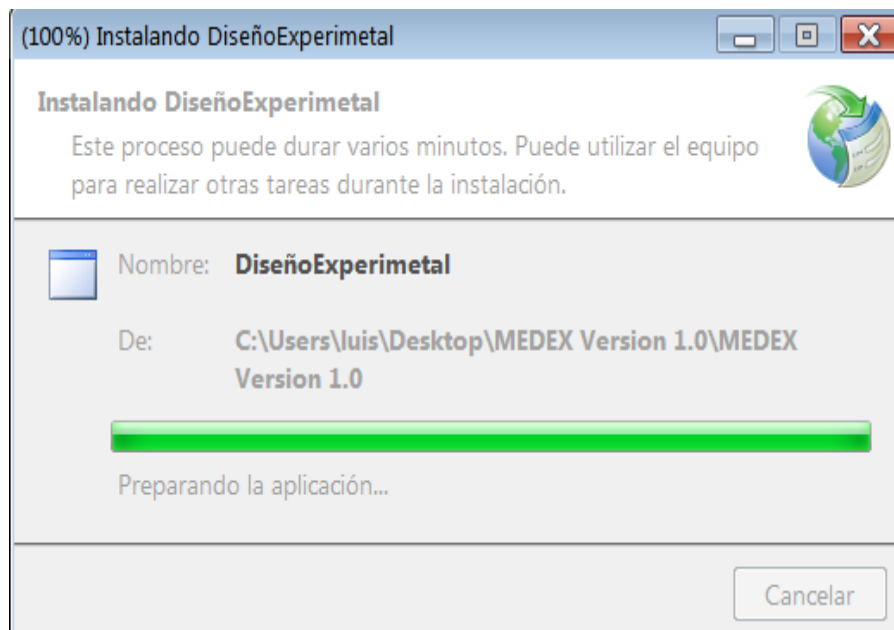 (100%) Instalando DiseñoExperimetal
Instalando DiseñoExperimetal
Este proceso puede durar varios minutos. Puede utilizar el equipo
para realizar otras tareas durante la instalación.
Nombre: DiseñoExperimetal
De: C:\Users\luis\Desktop\MEDEX Version 1.0\MEDEX
Version 1.0
Preparando la aplicación...
Cancelar